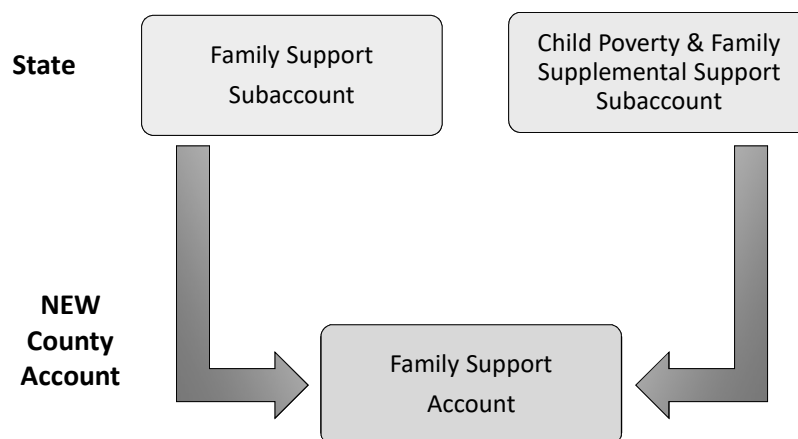 State
Family Support
Subaccount
Child Poverty & Family
Supplemental Support
Subaccount
NEW
County
Account
Family Support
Account